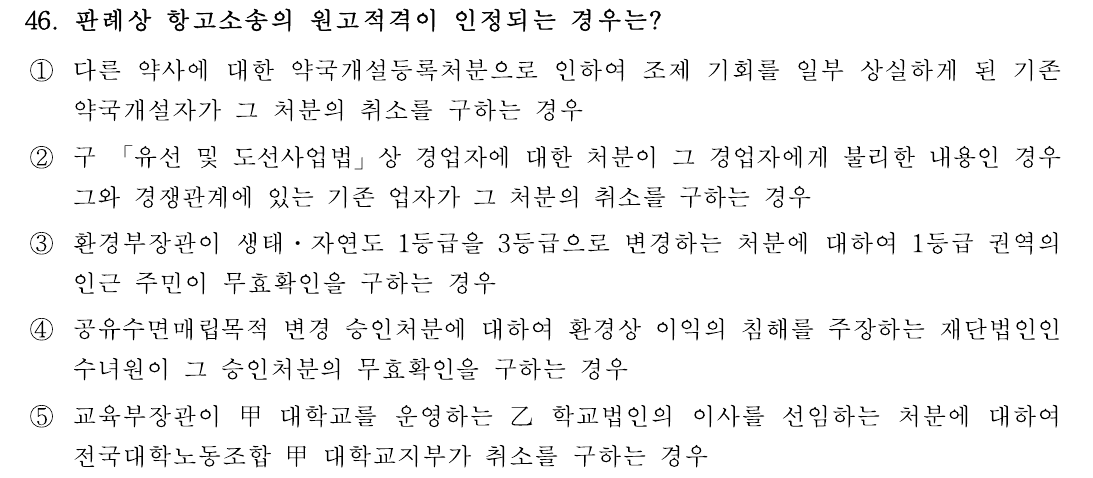 46. 판례상 항고소송의 원고적격이 인정되는 경우는?
① 다른 약사에 대한 약국개설등록처분으로 인하여 조제 기회를 일부 상실하게 된 기존
약국개설자가 그 처분의 취소를 구하는 경우
② 구 「유선 및 도선사업법」상 경업자에 대한 처분이 그 경업자에게 불리한 내용인 경우
그와 경쟁관계에 있는 기존 업자가 그 처분의 취소를 구하는 경우
③ 환경부장관이 생태·자연도 1등급을 3등급으로 변경하는 처분에 대하여 1등급 권역의
인근 주민이 무효확인을 구하는 경우
④ 공유수면매립목적 변경 승인처분에 대하여 환경상 이익의 침해를 주장하는 재단법인인
수녀원이 그 승인처분의 무효확인을 구하는 경우
⑤ 교육부장관이 甲 대학교를 운영하는 乙 학교법인의 이사를 선임하는 처분에 대하여
전국대학노동조합 甲 대학교지부가 취소를 구하는 경우